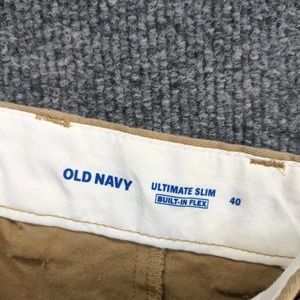 OLD NAVY
ULTIMATE SLIM
BUILT-IN FLEX
40